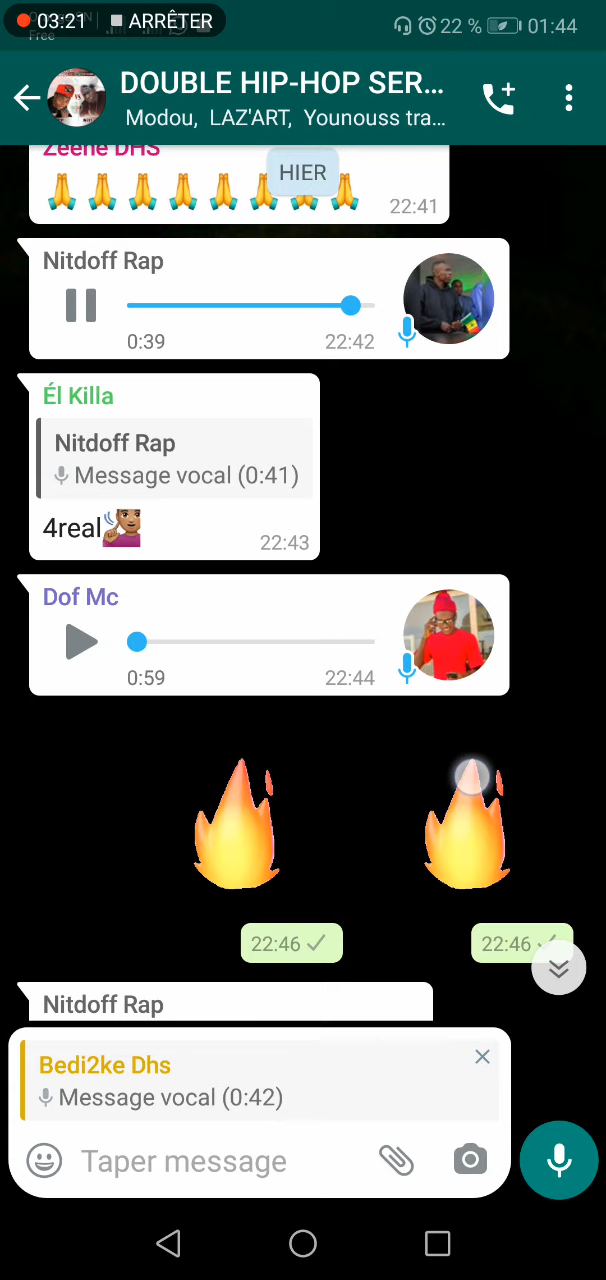 03:21 ARRÊTER 22 % 01:44
Free
DOUBLE HIP-HOP SER...
Modou, LAZ'ART, Younouss tra...
Zeene DHS
HIER
22:41
Nitdoff Rap
0:39 22:42
Él Killa
Nitdoff Rap
Message vocal (0:41)
4real
22:43
Dof Mc
0:59 22:44
22:46 22:46
Nitdoff Rap
Bedi2ke Dhs
Message vocal (0:42)
Taper message